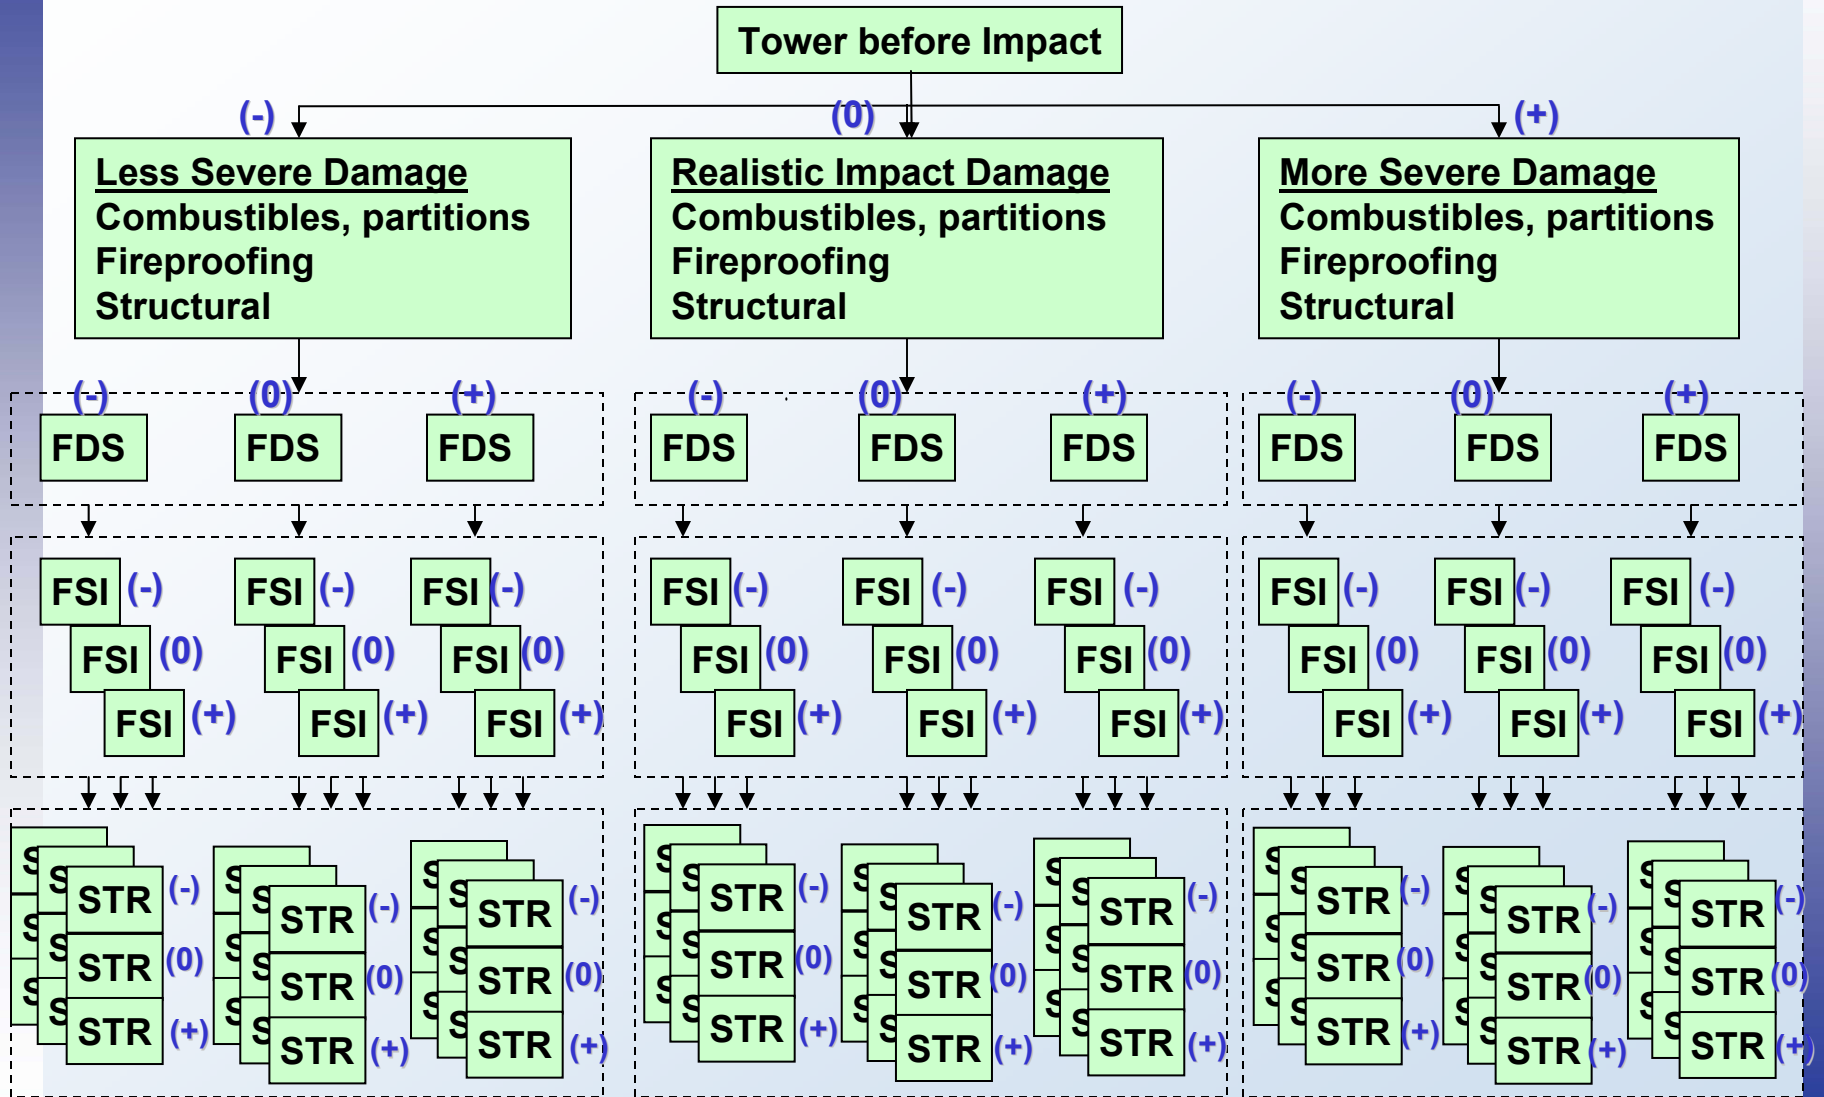 Tower before Impact
(-) (0) (+)
Less Severe Damage
Combustibles, partitions
Fireproofing
Structural
Realistic Impact Damage
Combustibles, partitions
Fireproofing
Structural
More Severe Damage
Combustibles, partitions
Fireproofing
Structural
(-) (0) (+) (-) (0) (+) (-) (0) (+)
FDS FDS FDS FDS FDS FDS FDS FDS FDS
FSI (-) FSI (-) FSI (-) FSI (-) FSI (-) FSI (-) FSI (-) FSI (-) FSI (-)
FSI (0) FSI (0) FSI (0) FSI (0) FSI (0) FSI (0) FSI (0) FSI (0) FSI (0)
FSI (+) FSI (+) FSI (+) FSI (+) FSI (+) FSI (+) FSI (+) FSI (+) FSI (+)
S S STR (-) S S STR (-) S S STR (-) S S STR (-) S S STR (-) S S STR (-) S S STR (-) S S STR (-) S S STR (-)
S S STR (0) S S STR (0) S S STR (0) S S STR (0) S S STR (0) S S STR (0) S S STR (0) S S STR (0) S S STR (0)
S S STR (+) S S STR (+) S S STR (+) S S STR (+) S S STR (+) S S STR (+) S S STR (+) S S STR (+) S S STR (+)